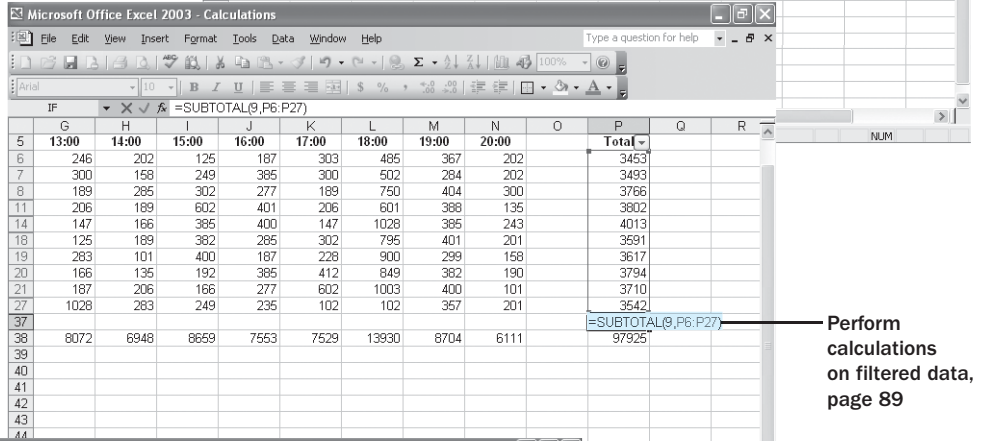 Microsoft Office Excel 2003 - Calculations
File Edit View Insert Format Tools Data Window Help Type a question for help
100%
Arial 10 B I U $ % ,
IF =SUBTOTAL(9,P6:P27)
G H I J K L M N O P Q R
5 13:00 14:00 15:00 16:00 17:00 18:00 19:00 20:00 Total
6 246 202 125 187 303 485 367 202 3453
7 300 158 249 385 300 502 284 202 3493
8 189 285 302 277 189 750 404 300 3766
11 206 189 602 401 206 601 388 135 3802
14 147 166 385 400 147 1028 385 243 4013
18 125 189 382 285 302 795 401 201 3591
19 283 101 400 187 228 900 299 158 3617
20 166 135 192 385 412 849 382 190 3794
21 187 206 166 277 602 1003 400 101 3710
27 1028 283 249 235 102 102 357 201 3542
37 =SUBTOTAL(9,P6:P27)
38 8072 6948 8659 7553 7529 13930 8704 6111 97925
39
40
41
42
43
44
NUM
Perform
calculations
on filtered data,
page 89